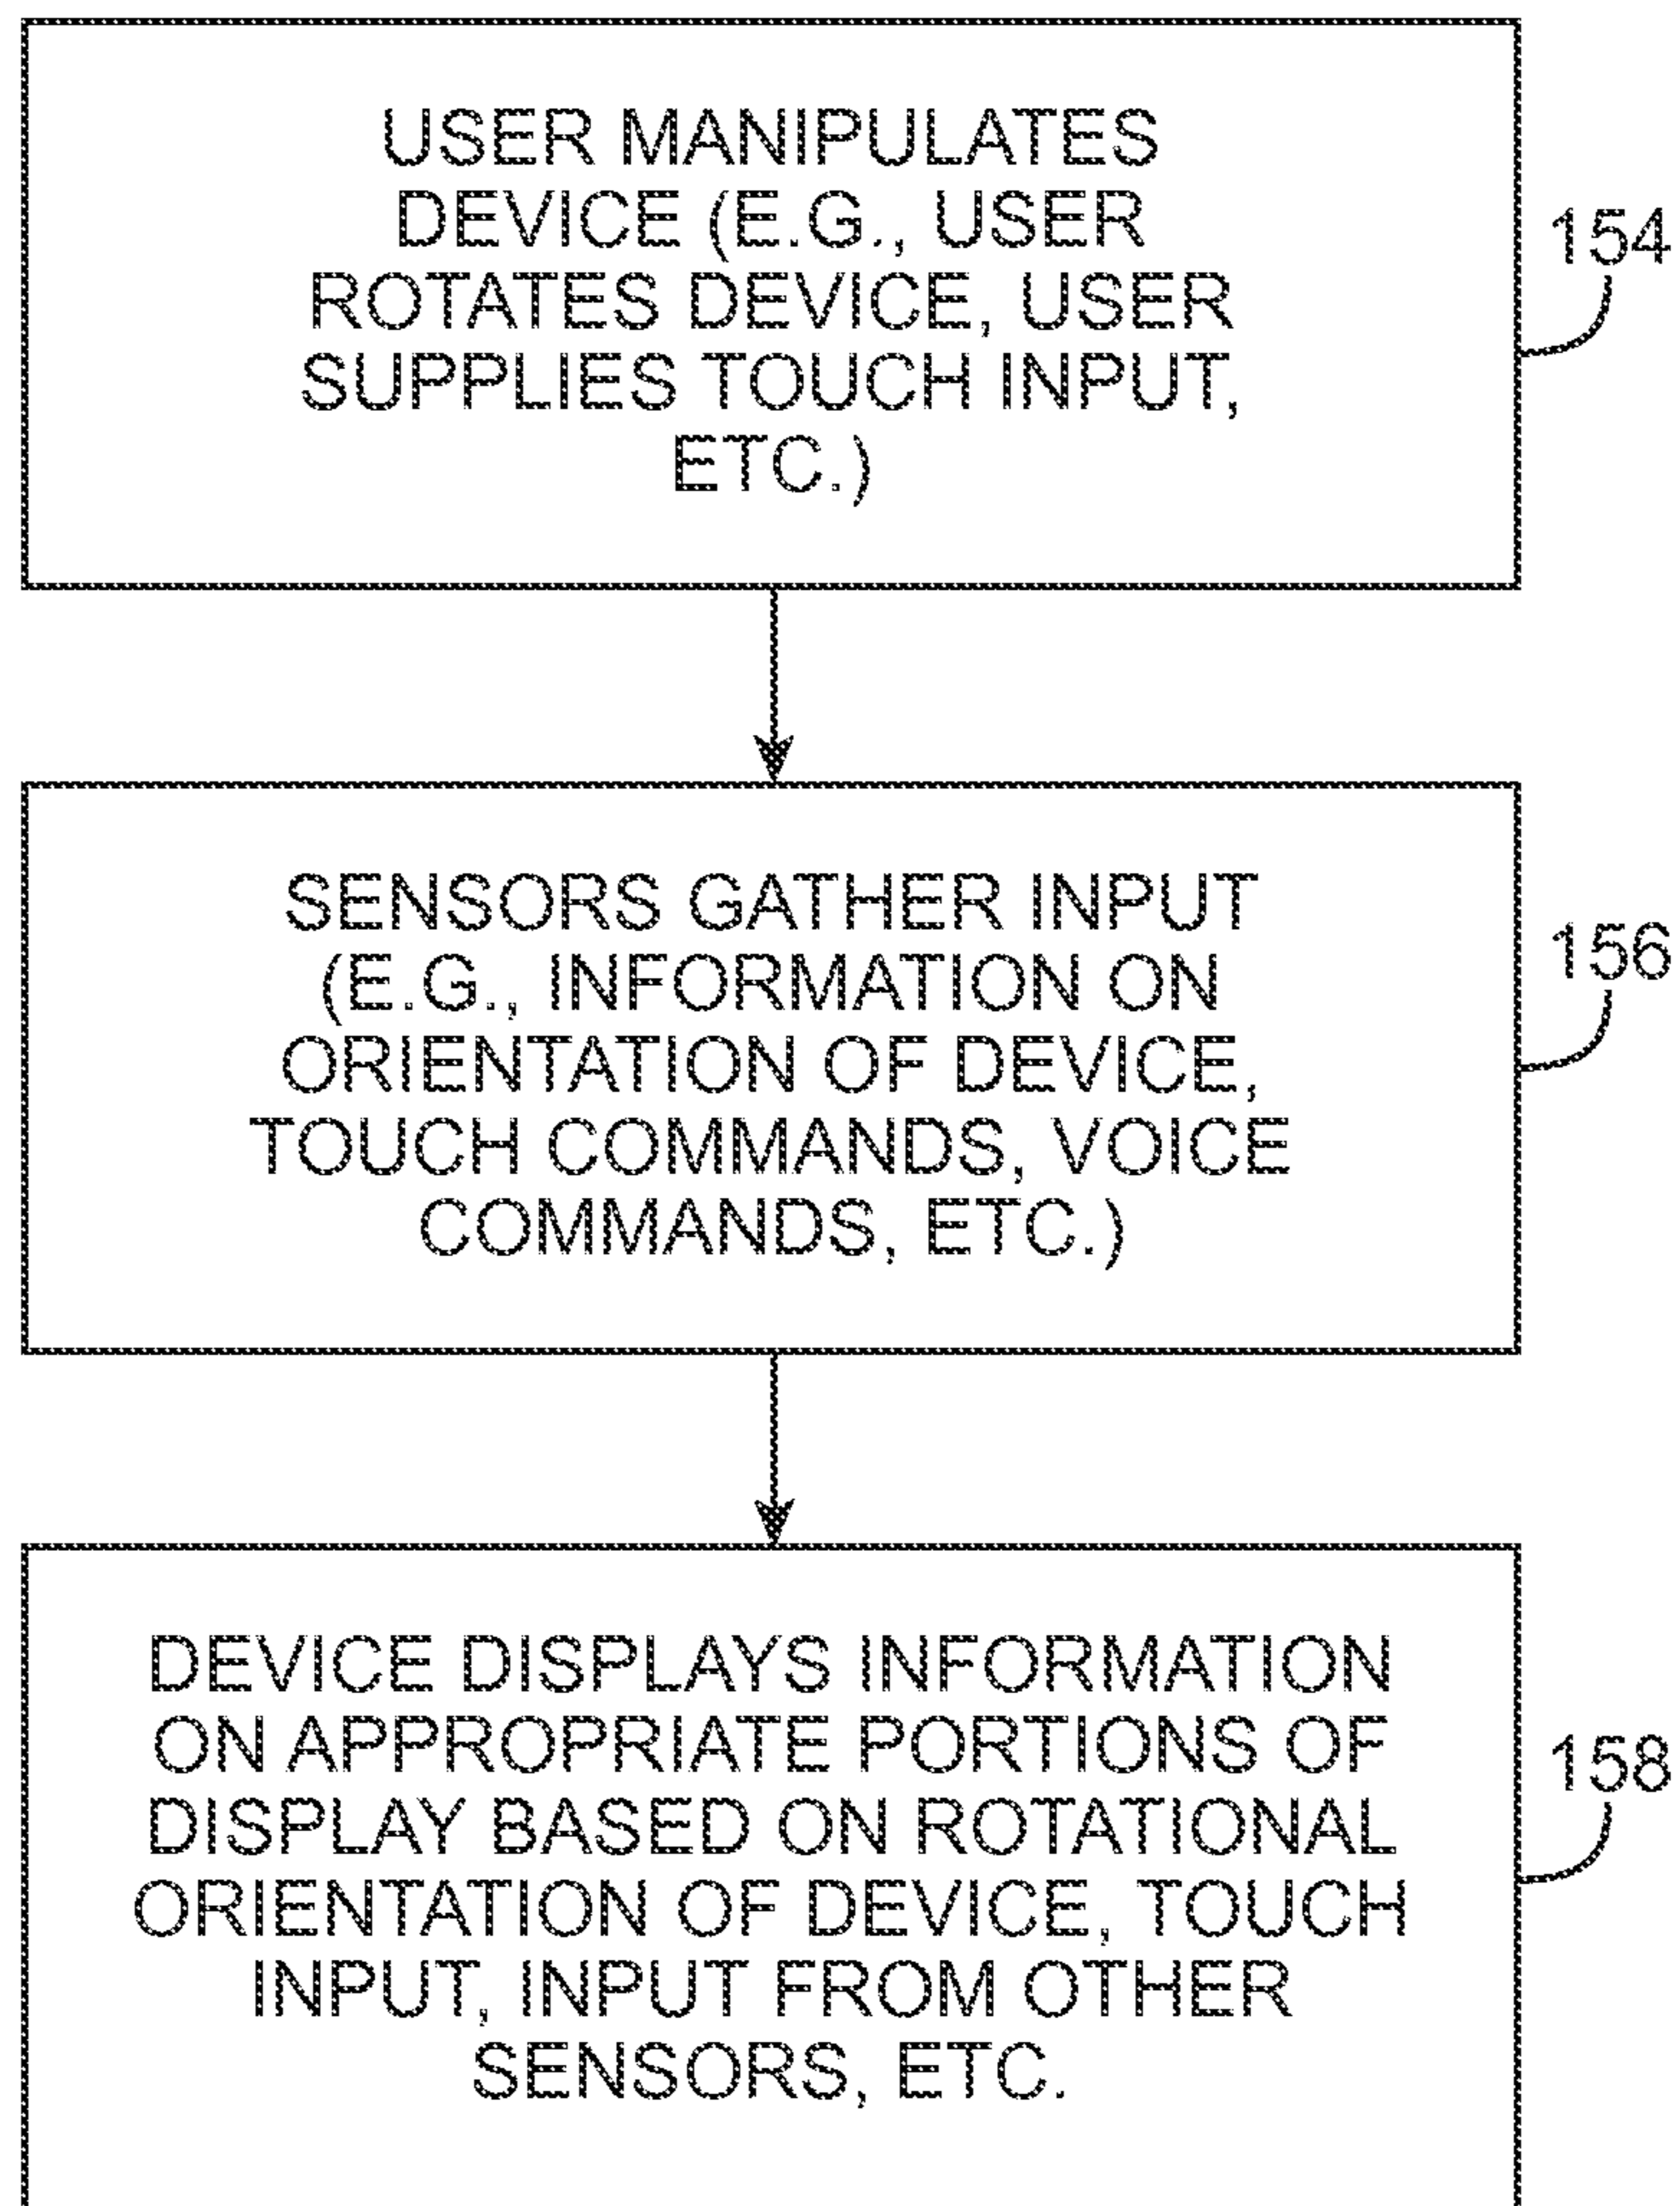 USER MANIPULATES
DEVICE (E.G., USER
ROTATES DEVICE, USER
SUPPLIES TOUCH INPUT,
ETC.)
154
SENSORS GATHER INPUT
(E.G., INFORMATION ON
ORIENTATION OF DEVICE,
TOUCH COMMANDS, VOICE
COMMANDS, ETC.)
156
DEVICE DISPLAYS INFORMATION
ON APPROPRIATE PORTIONS OF
DISPLAY BASED ON ROTATIONAL
ORIENTATION OF DEVICE, TOUCH
INPUT, INPUT FROM OTHER
SENSORS, ETC.
158